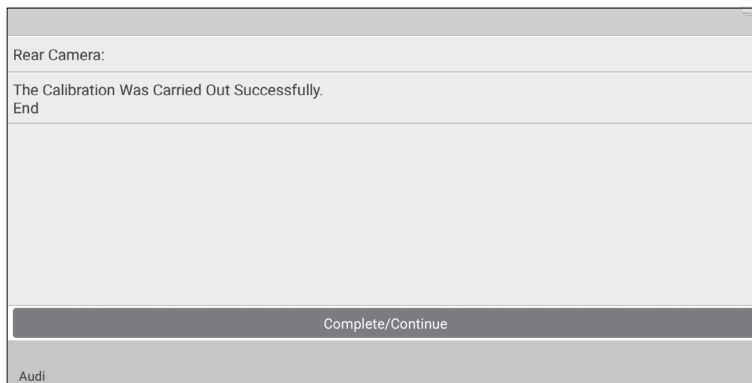 Rear Camera:
The Calibration Was Carried Out Successfully.
End
Complete/Continue
Audi